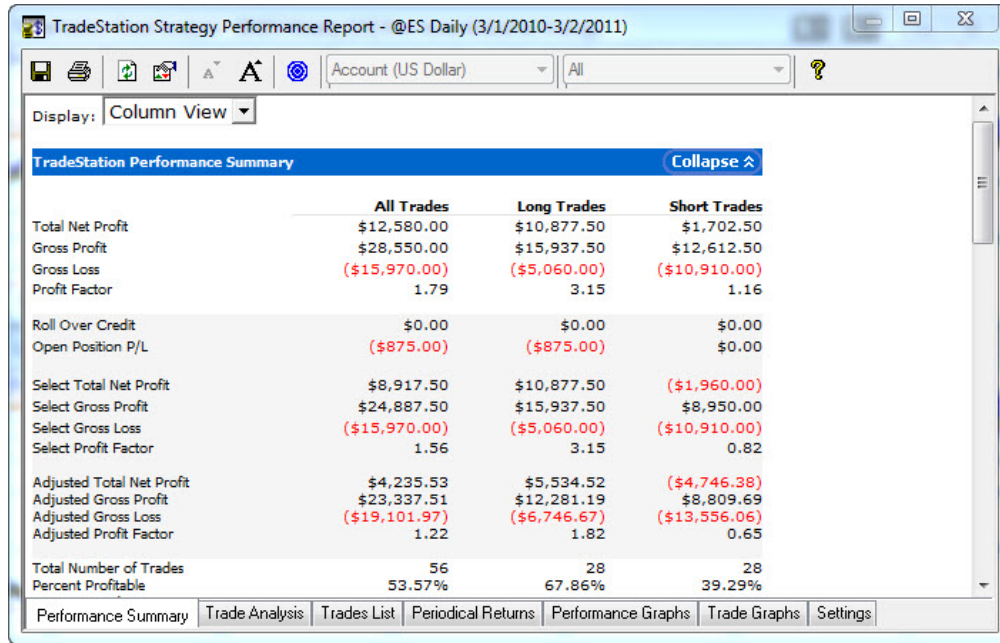 TradeStation Strategy Performance Report - @ES Daily (3/1/2010-3/2/2011)
A A Account (US Dollar) All ?
Display: Column View
TradeStation Performance Summary Collapse
All Trades Long Trades Short Trades
Total Net Profit $12,580.00 $10,877.50 $1,702.50
Gross Profit $28,550.00 $15,937.50 $12,612.50
Gross Loss ($15,970.00) ($5,060.00) ($10,910.00)
Profit Factor 1.79 3.15 1.16
Roll Over Credit $0.00 $0.00 $0.00
Open Position P/L ($875.00) ($875.00) $0.00
Select Total Net Profit $8,917.50 $10,877.50 ($1,960.00)
Select Gross Profit $24,887.50 $15,937.50 $8,950.00
Select Gross Loss ($15,970.00) ($5,060.00) ($10,910.00)
Select Profit Factor 1.56 3.15 0.82
Adjusted Total Net Profit $4,235.53 $5,534.52 ($4,746.38)
Adjusted Gross Profit $23,337.51 $12,281.19 $8,809.69
Adjusted Gross Loss ($19,101.97) ($6,746.67) ($13,556.06)
Adjusted Profit Factor 1.22 1.82 0.65
Total Number of Trades 56 28 28
Percent Profitable 53.57% 67.86% 39.29%
Performance Summary Trade Analysis Trades List Periodical Returns Performance Graphs Trade Graphs Settings